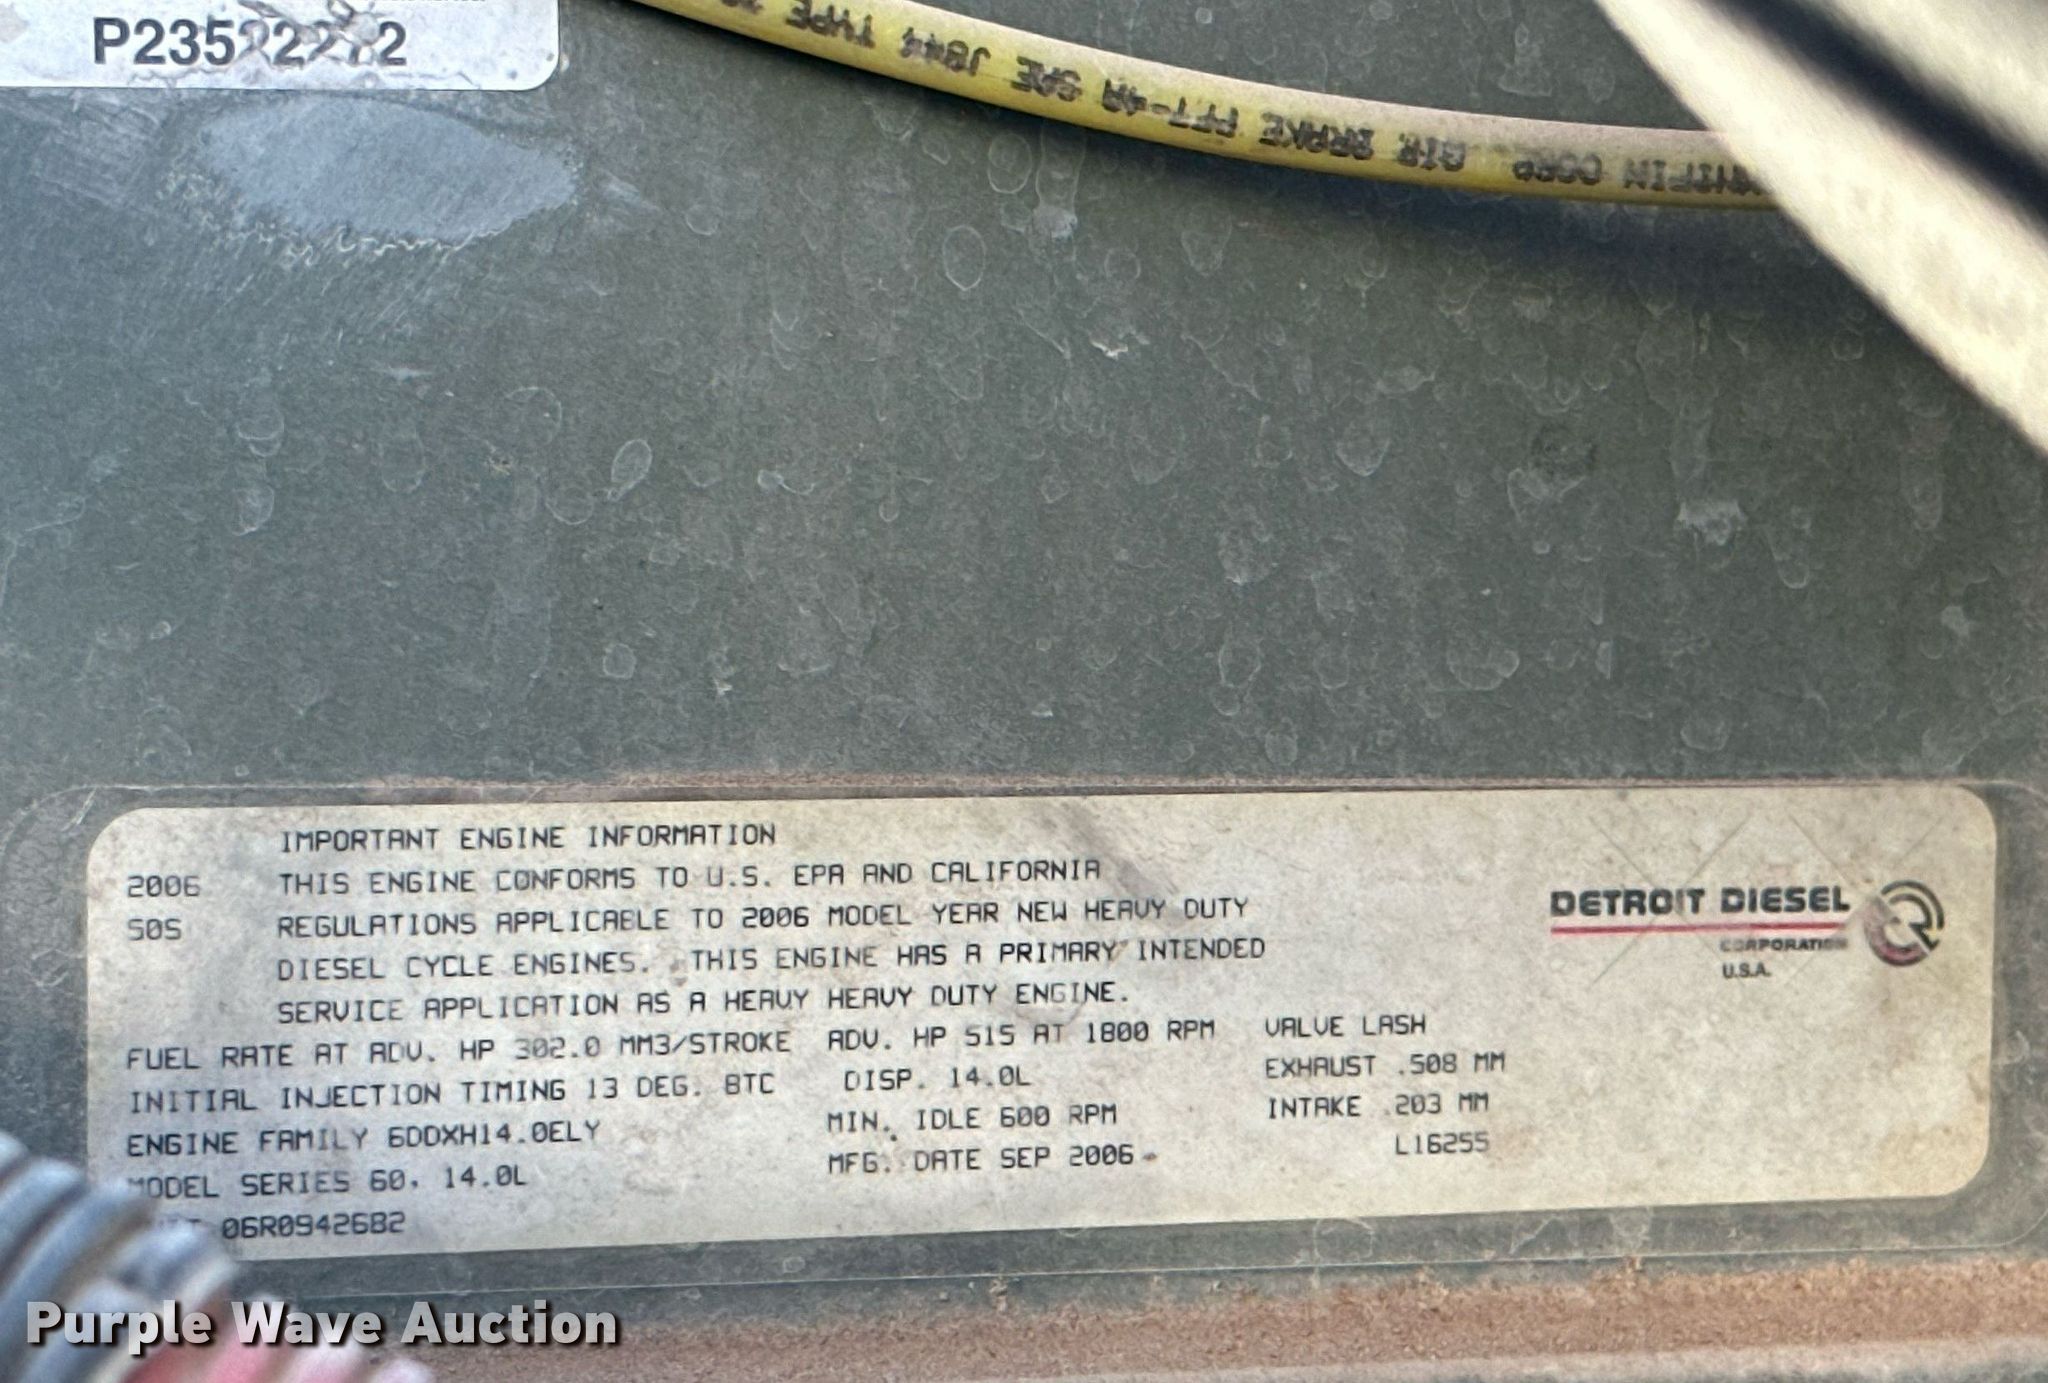 SAE J844 TYPE
CORP. AIR BRAKE PFT-4A
IMPORTANT ENGINE INFORMATION
2006 THIS ENGINE CONFORMS TO U.S. EPA AND CALIFORNIA
50S REGULATIONS APPLICABLE TO 2006 MODEL YEAR NEW HEAVY DUTY
DIESEL CYCLE ENGINES. THIS ENGINE HAS A PRIMARY INTENDED
SERVICE APPLICATION AS A HEAVY HEAVY DUTY ENGINE.
FUEL RATE AT ADV. HP 302.0 MM3/STROKE ADV. HP 515 AT 1800 RPM VALVE LASH
INITIAL INJECTION TIMING 13 DEG. BTC DISP. 14.0L EXHAUST .508 MM
ENGINE FAMILY 6DDXH14.0ELY MIN. IDLE 600 RPM INTAKE .203 MM
MODEL SERIES 60, 14.0L MFG. DATE SEP 2006 L16255
06R0942682
DETROIT DIESEL
CORPORATION
U.S.A.
Purple Wave Auction